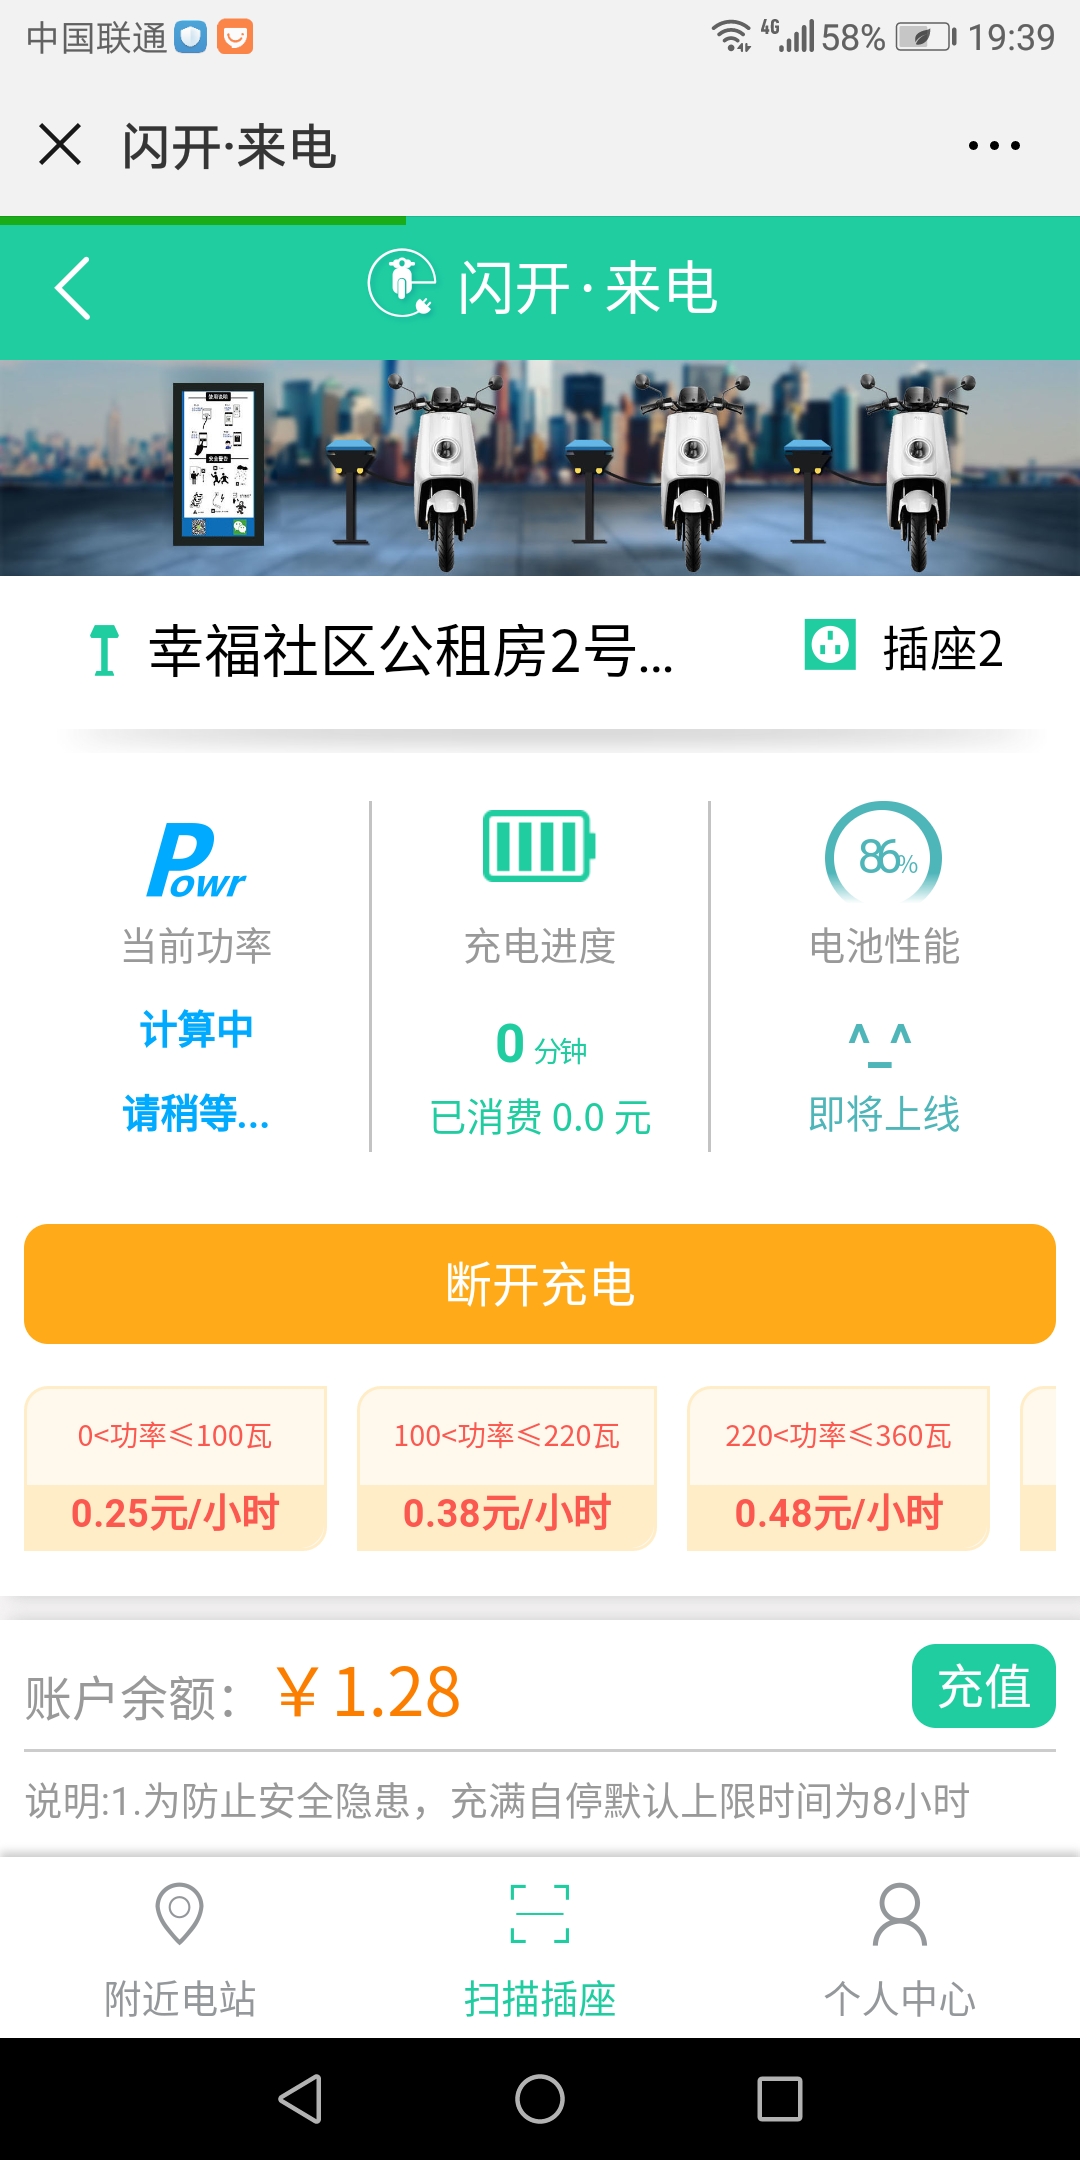 中国联通
4G 58% 19:39
闪开·来电
闪开·来电
幸福社区公租房2号...
插座2
Powr
当前功率
计算中
请稍等...
充电进度
0 分钟
已消费 0.0 元
86%
电池性能
^_^
即将上线
断开充电
0<功率≤100瓦
0.25元/小时
100<功率≤220瓦
0.38元/小时
220<功率≤360瓦
0.48元/小时
账户余额：￥1.28
充值
说明:1.为防止安全隐患，充满自停默认上限时间为8小时
附近电站
扫描插座
个人中心